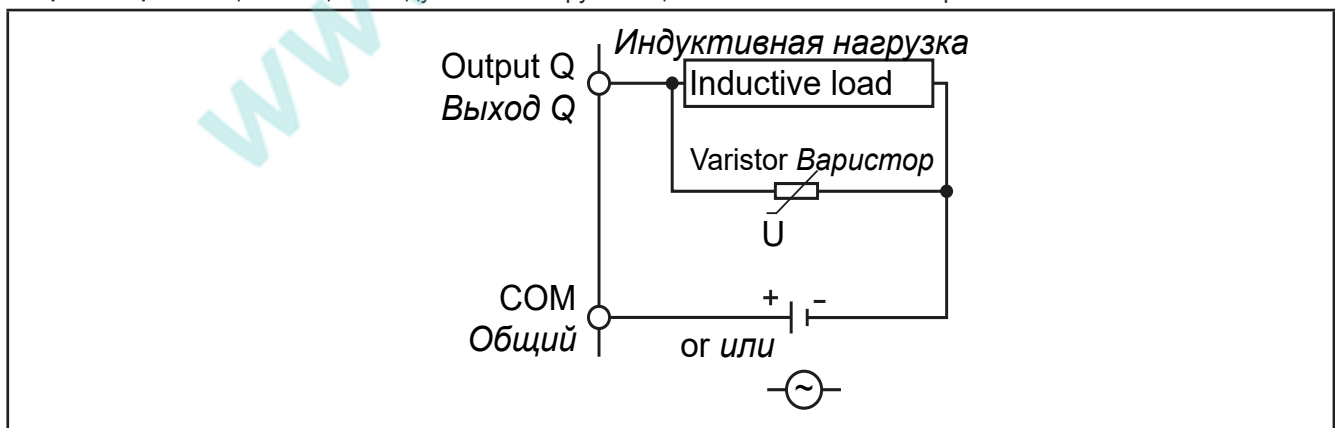 Индуктивная нагрузка
Output Q
Выход Q
Inductive load
Varistor Варистор
U
COM
Общий
+ –
or или
~